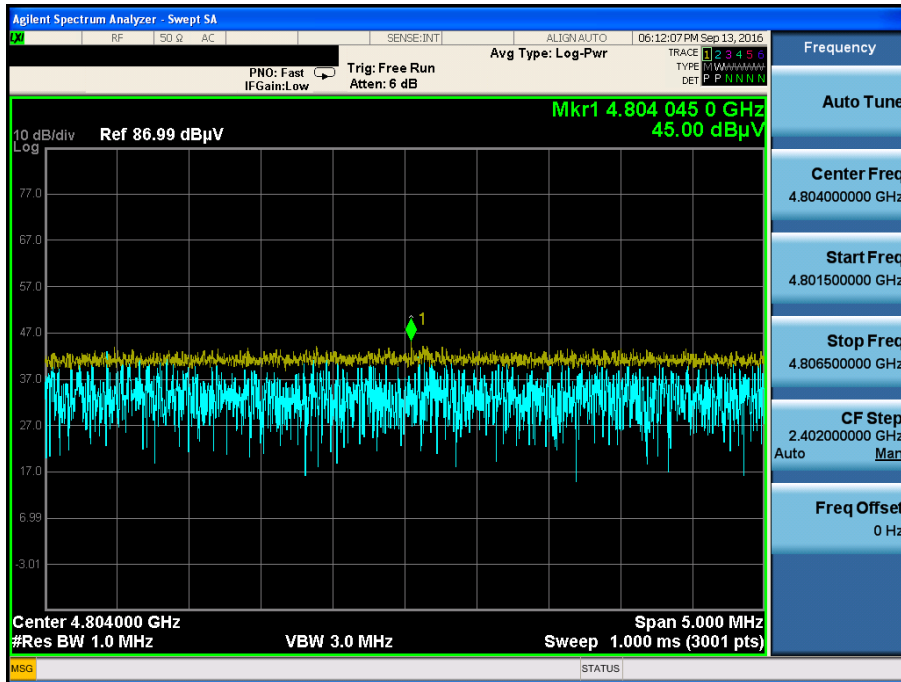 Agilent Spectrum Analyzer - Swept SA
LXI RF 50 Ω AC SENSE:INT ALIGN AUTO 06:12:07 PM Sep 13, 2016
PNO: Fast Trig: Free Run Avg Type: Log-Pwr TRACE 1 2 3 4 5 6
IFGain:Low Atten: 6 dB TYPE M W W W W W
DET P P N N N N
Mkr1 4.804 045 0 GHz
10 dB/div Ref 86.99 dBµV 45.00 dBµV
Log
77.0
67.0
57.0
47.0
37.0
27.0
17.0
6.99
-3.01
1
Center 4.804000 GHz Span 5.000 MHz
#Res BW 1.0 MHz VBW 3.0 MHz Sweep 1.000 ms (3001 pts)
MSG STATUS
Frequency
Auto Tune
Center Freq
4.804000000 GHz
Start Freq
4.801500000 GHz
Stop Freq
4.806500000 GHz
CF Step
2.402000000 GHz
Auto Man
Freq Offset
0 Hz